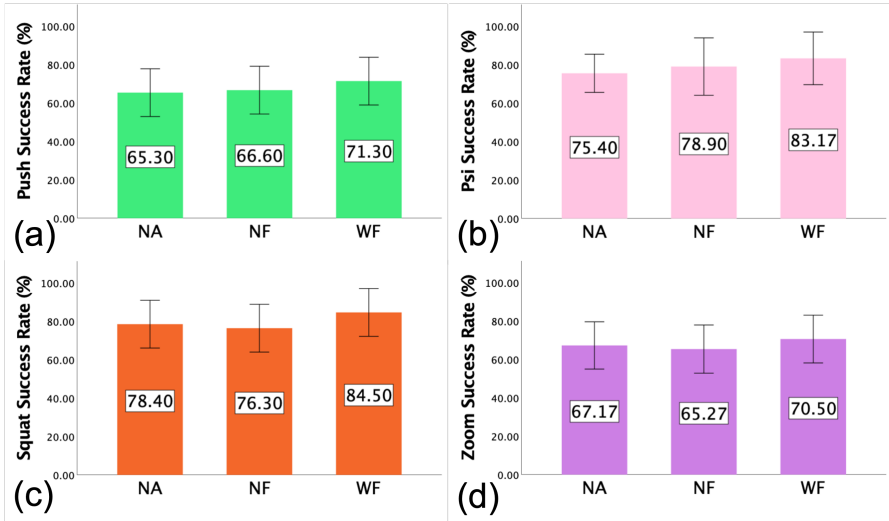 Push Success Rate (%)
100.00
80.00
60.00
40.00
20.00
0.00
65.30
66.60
71.30
NA
NF
WF
(a)
Psi Success Rate (%)
100.00
80.00
60.00
40.00
20.00
0.00
75.40
78.90
83.17
NA
NF
WF
(b)
Squat Success Rate (%)
100.00
80.00
60.00
40.00
20.00
0.00
78.40
76.30
84.50
NA
NF
WF
(c)
Zoom Success Rate (%)
100.00
80.00
60.00
40.00
20.00
0.00
67.17
65.27
70.50
NA
NF
WF
(d)